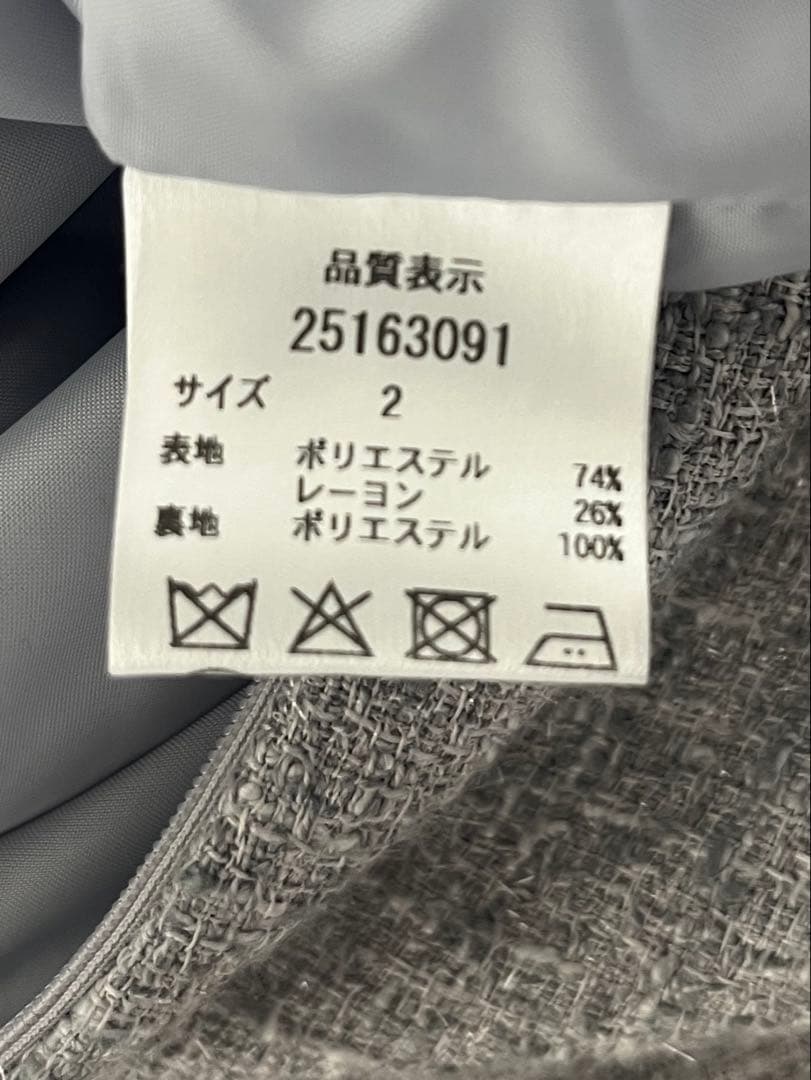 品質表示
25163091
サイズ 2
表地 ポリエステル 74%
レーヨン 26%
裏地 ポリエステル 100%